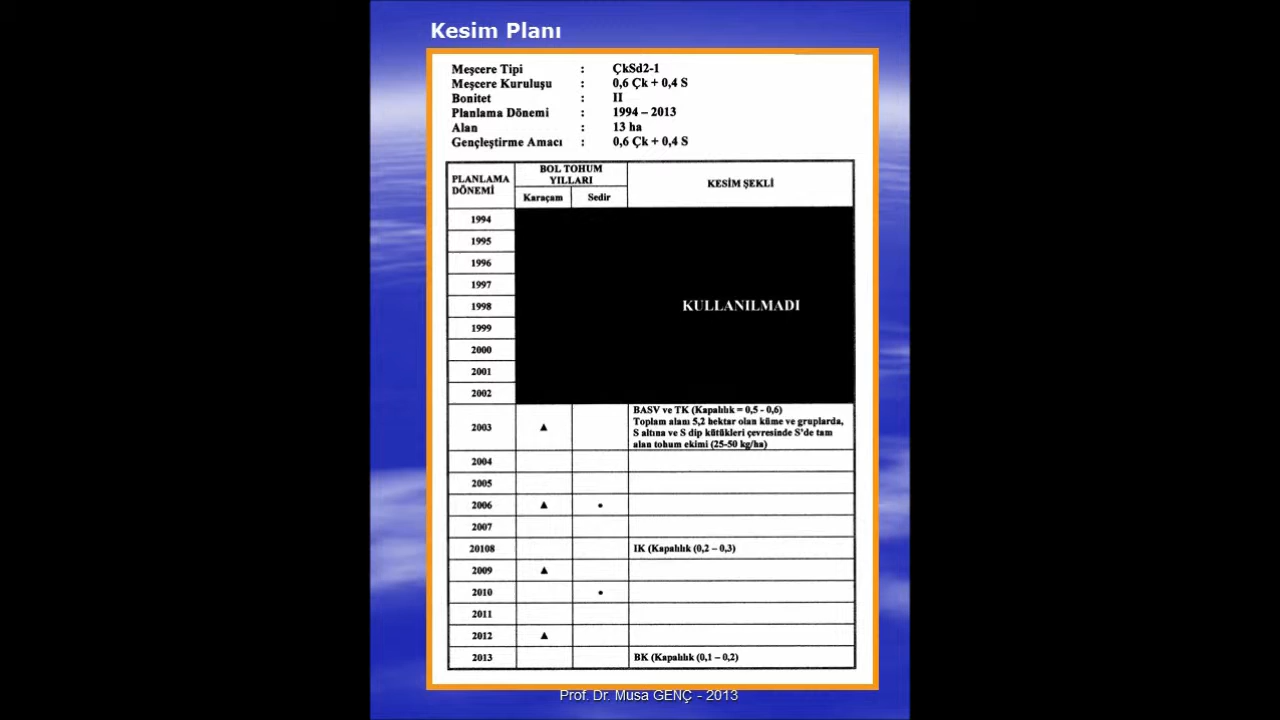 Kesim Planı
Meşcere Tipi : ÇkSd2-1
Meşcere Kuruluşu : 0,6 Çk + 0,4 S
Bonitet : II
Planlama Dönemi : 1994 – 2013
Alan : 13 ha
Gençleştirme Amacı : 0,6 Çk + 0,4 S
PLANLAMA DÖNEMİ
BOL TOHUM YILLARI
KESİM ŞEKLİ
Karaçam Sedir
1994
1995
1996
1997
1998 KULLANILMADI
1999
2000
2001
2002
BASV ve TK (Kapalılık = 0,5 - 0,6)
Toplam alanı 5,2 hektar olan küme ve gruplarda,
2003 ▲ S altına ve S dip kütükleri çevresinde S'de tam
alan tohum ekimi (25-50 kg/ha)
2004
2005
2006 ▲ •
2007
20108 IK (Kapalılık (0,2 – 0,3)
2009 ▲
2010 •
2011
2012 ▲
2013 BK (Kapalılık (0,1 – 0,2)
Prof. Dr. Musa GENÇ - 2013